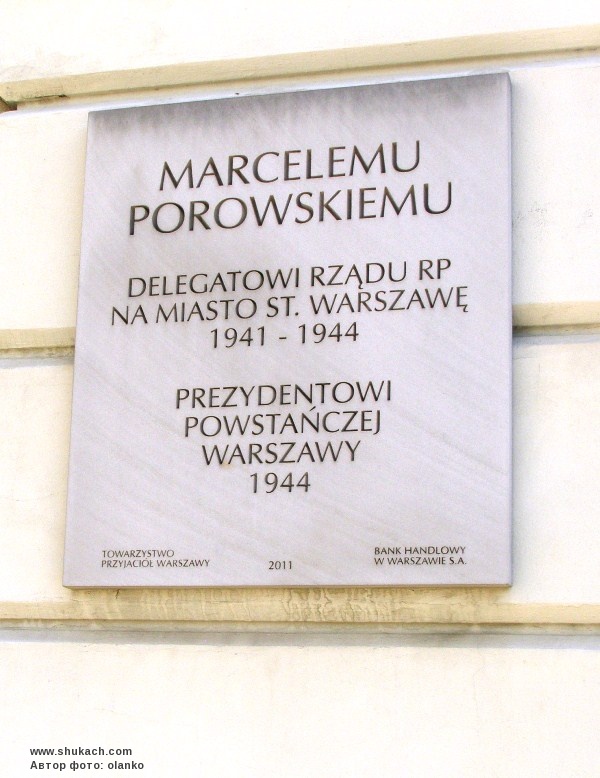 MARCELEMU
POROWSKIEMU
DELEGATOWI RZĄDU RP
NA MIASTO ST. WARSZAWĘ
1941 - 1944
PREZYDENTOWI
POWSTAŃCZEJ
WARSZAWY
1944
TOWARZYSTWO
PRZYJACIÓŁ WARSZAWY
2011
BANK HANDLOWY
W WARSZAWIE S.A.
www.shukach.com
Автор фото: olanko